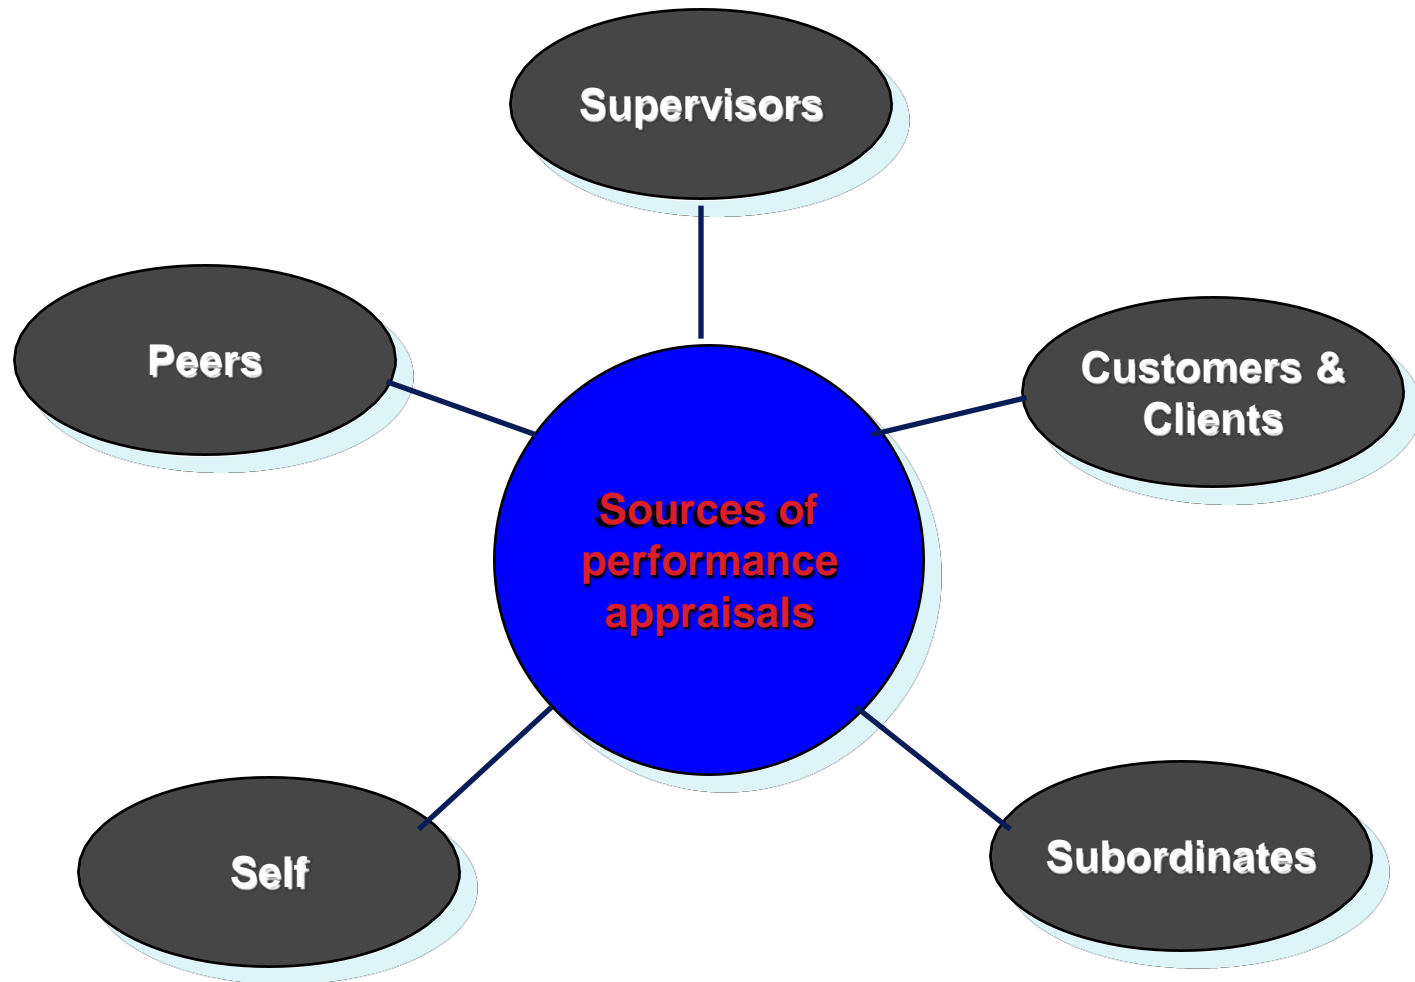 Supervisors
Peers
Customers &
Clients
Sources of
performance
appraisals
Self
Subordinates